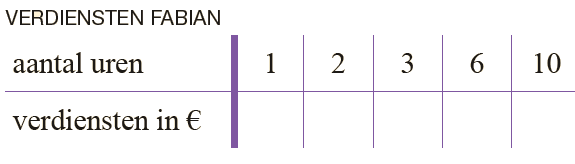 VERDIENSTEN FABIAN
aantal uren 1 2 3 6 10
verdiensten in €